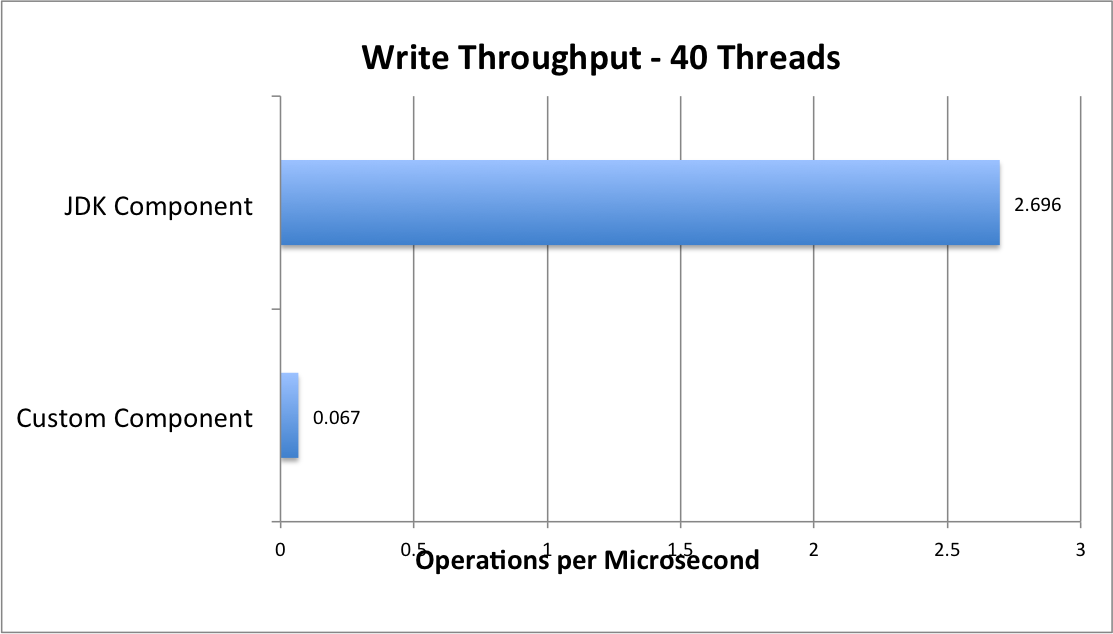 Write Throughput - 40 Threads
JDK Component
2.696
Custom Component
0.067
0 0.5 1 1.5 2 2.5 3
Operations per Microsecond